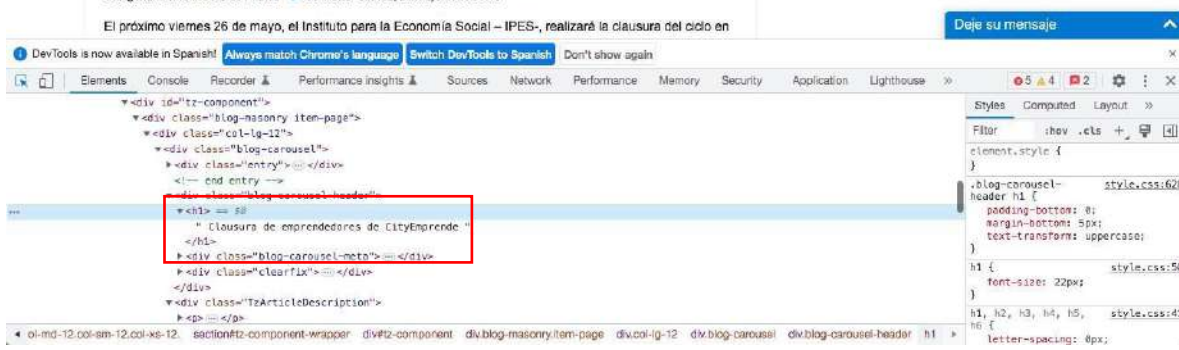 El próximo viernes 26 de mayo, el Instituto para la Economía Social – IPES-, realizará la clausura del ciclo en
Deje su mensaje
DevTools is now available in Spanish! Always match Chrome's language Switch DevTools to Spanish Don't show again
Elements Console Recorder Performance insights Sources Network Performance Memory Security Application Lighthouse » 5 4 2
Styles Computed Layout »
Filter :hov .cls +
<div id="tz-component">
<div class="blog-masonry item-page">
<div class="col-lg-12">
<div class="blog-carousel">
<div class="entry"> … </div>
<!-- end entry -->
<div class="blog-carousel-header">
<h1> == $0
" Clausura de emprendedores de CityEmprende "
</h1>
<div class="blog-carousel-meta"> … </div>
<div class="clearfix"> … </div>
</div>
<div class="TzArticleDescription">
<p> … </p>
element.style {
}
.blog-carousel- style.css:620
header h1 {
padding-bottom: 0;
margin-bottom: 5px;
text-transform: uppercase;
}
h1 { style.css:50
font-size: 22px;
}
h1, h2, h3, h4, h5, style.css:45
h6 {
letter-spacing: 0px;
ol-md-12.col-sm-12.col-xs-12. section#tz-component-wrapper div#tz-component div.blog-masonry.item-page div.col-lg-12 div.blog-carousel div.blog-carousel-header h1